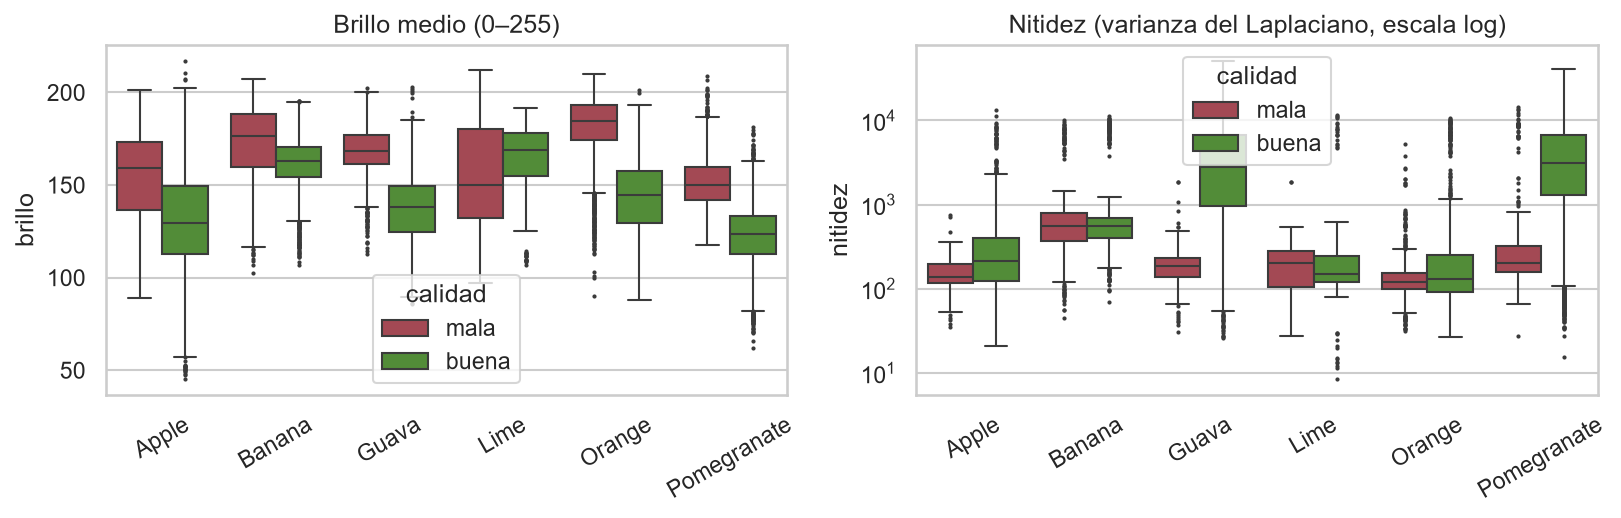 Brillo medio (0–255)
brillo
200
150
100
50
calidad
mala
buena
Apple
Banana
Guava
Lime
Orange
Pomegranate
Nitidez (varianza del Laplaciano, escala log)
nitidez
10⁴
10³
10²
10¹
calidad
mala
buena
Apple
Banana
Guava
Lime
Orange
Pomegranate